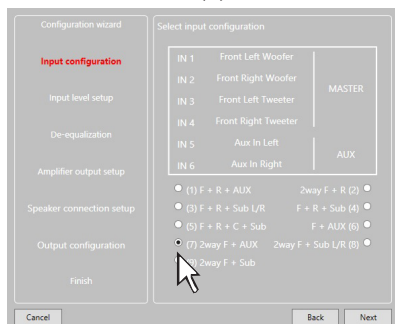 Configuration wizard
Input configuration
Input level setup
De-equalization
Amplifier output setup
Speaker connection setup
Output configuration
Finish
Select input configuration
IN 1 Front Left Woofer
IN 2 Front Right Woofer
IN 3 Front Left Tweeter
IN 4 Front Right Tweeter
MASTER
IN 5 Aux In Left
IN 6 Aux In Right
AUX
(1) F + R + AUX 2way F + R (2)
(3) F + R + Sub L/R F + R + Sub (4)
(5) F + R + C + Sub F + AUX (6)
(7) 2way F + AUX 2way F + Sub L/R (8)
2way F + Sub
Cancel Back Next